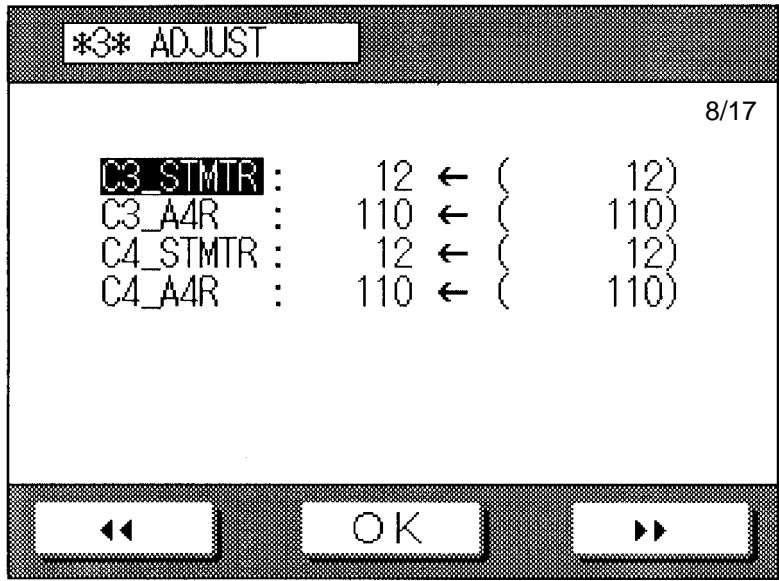 *3* ADJUST
8/17
C3_STMTR : 12 ← ( 12)
C3_A4R : 110 ← ( 110)
C4_STMTR : 12 ← ( 12)
C4_A4R : 110 ← ( 110)
OK